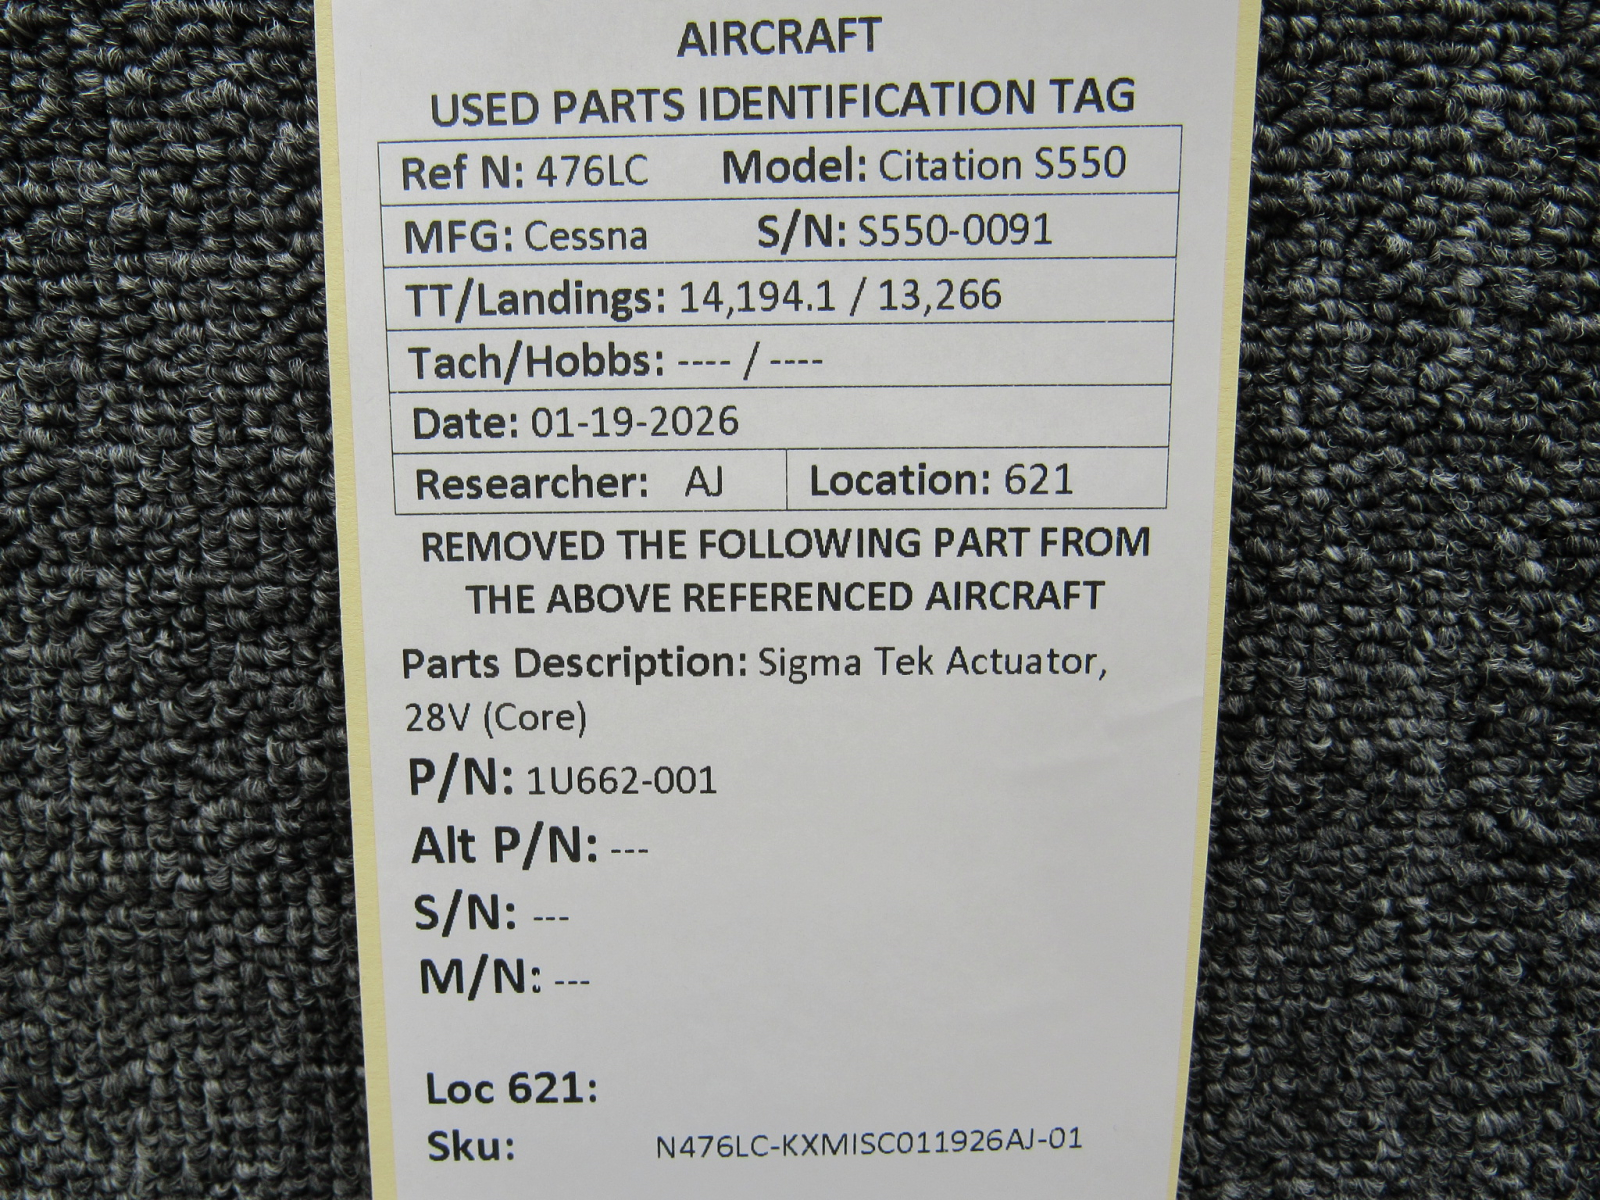 AIRCRAFT
USED PARTS IDENTIFICATION TAG
Ref N: 476LC Model: Citation S550
MFG: Cessna S/N: S550-0091
TT/Landings: 14,194.1 / 13,266
Tach/Hobbs: ---- / ----
Date: 01-19-2026
Researcher: AJ Location: 621
REMOVED THE FOLLOWING PART FROM
THE ABOVE REFERENCED AIRCRAFT
Parts Description: Sigma Tek Actuator,
28V (Core)
P/N: 1U662-001
Alt P/N: ---
S/N: ---
M/N: ---
Loc 621:
Sku: N476LC-KXMISC011926AJ-01